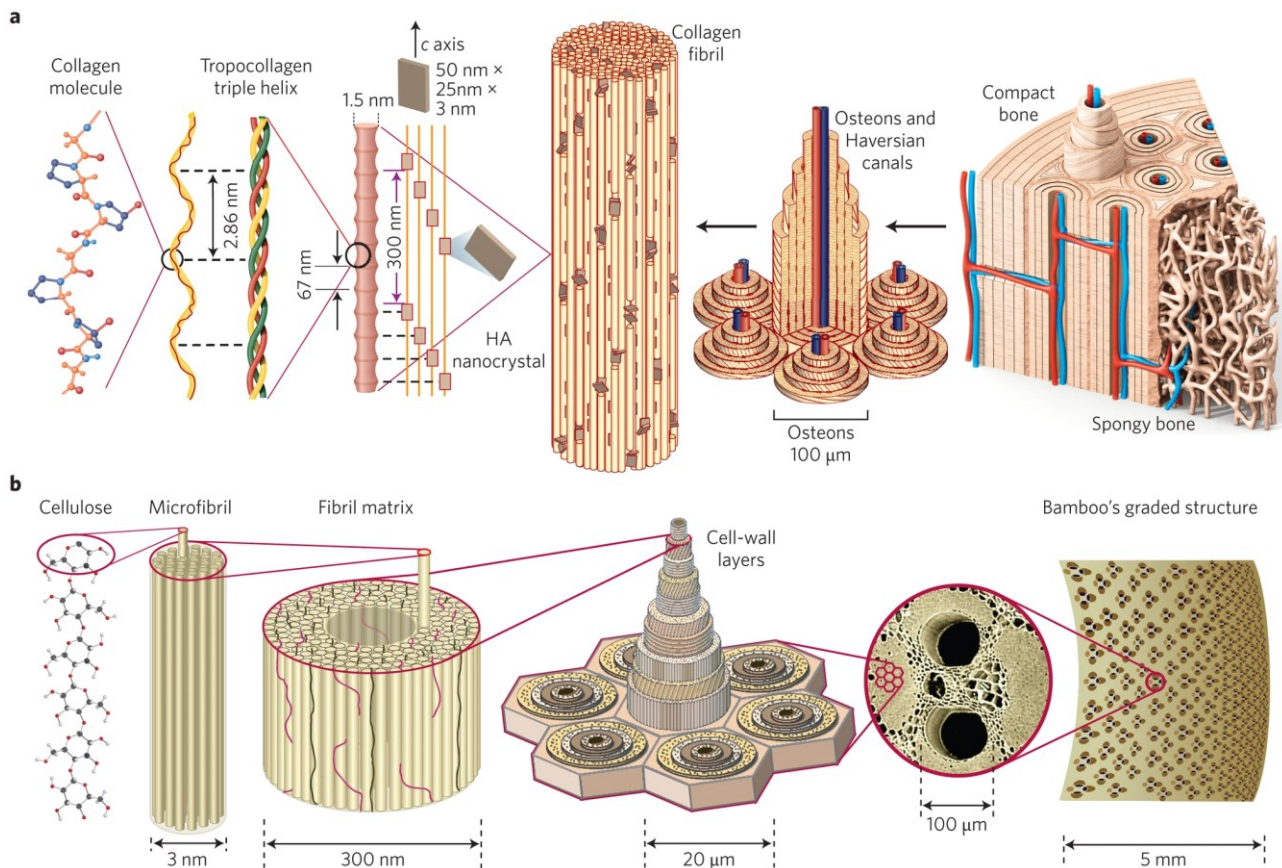 a
Collagen
molecule
Tropocollagen
triple helix
2.86 nm
c axis
50 nm ×
25nm ×
3 nm
1.5 nm
67 nm
300 nm
HA
nanocrystal
Collagen
fibril
Osteons and
Haversian
canals
Osteons
100 μm
Compact
bone
Spongy bone
b
Cellulose
Microfibril
Fibril matrix
Cell-wall
layers
Bamboo's graded structure
3 nm
300 nm
20 μm
100 μm
5 mm